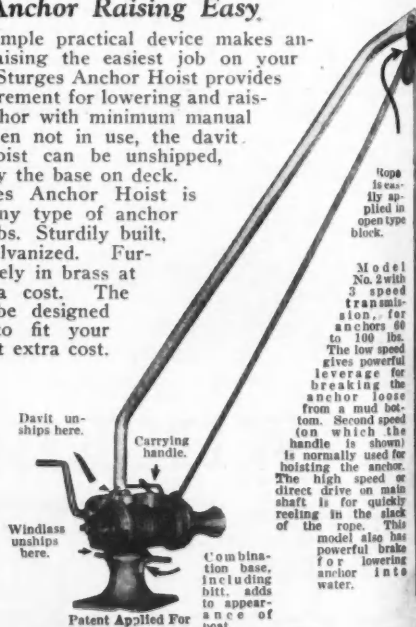 Anchor Raising Easy
mple practical device makes an-
aising the easiest job on your
Sturges Anchor Hoist provides
rement for lowering and rais-
hor with minimum manual
en not in use, the davit
oist can be unshipped,
y the base on deck.
es Anchor Hoist is
ny type of anchor
bs. Sturdily built,
lvanized. Fur-
ely in brass at
a cost. The
be designed
to fit your
t extra cost.
Rope
is eas-
ily ap-
plied in
open type
block.
Model
No. 2 with
3 speed
transmis-
sion, for
anchors 60
to 100 lbs.
The low speed
gives powerful
leverage for
breaking the
anchor loose
from a mud bot-
tom. Second speed
(on which the
handle is shown)
is normally used for
hoisting the anchor.
The high speed or
direct drive on main
shaft is for quickly
reeling in the slack
of the rope. This
model also has
powerful brake
for lowering
anchor into
water.
Davit un-
ships here.
Carrying
handle.
Windlass
unships
here.
Combina-
tion base,
including
bitt, adds
to appear-
ance of
boat.
Patent Applied For